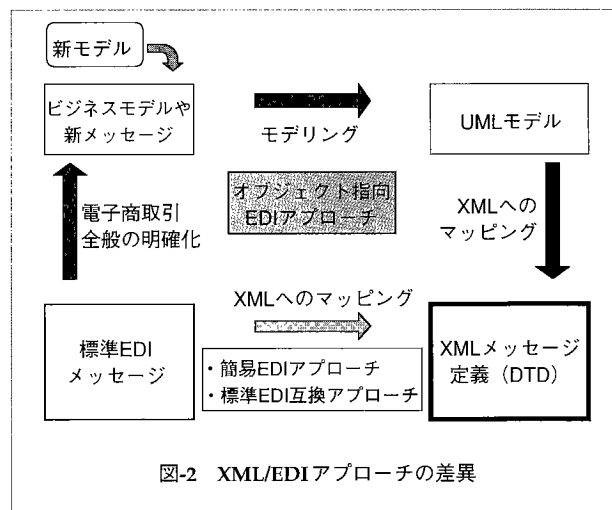 新モデル
ビジネスモデルや
新メッセージ
モデリング
UMLモデル
オブジェクト指向
EDIアプローチ
電子商取引
全般の明確化
XMLへの
マッピング
XMLへのマッピング
標準EDI
メッセージ
・簡易EDIアプローチ
・標準EDI互換アプローチ
XMLメッセージ
定義（DTD）
図-2 XML/EDIアプローチの差異